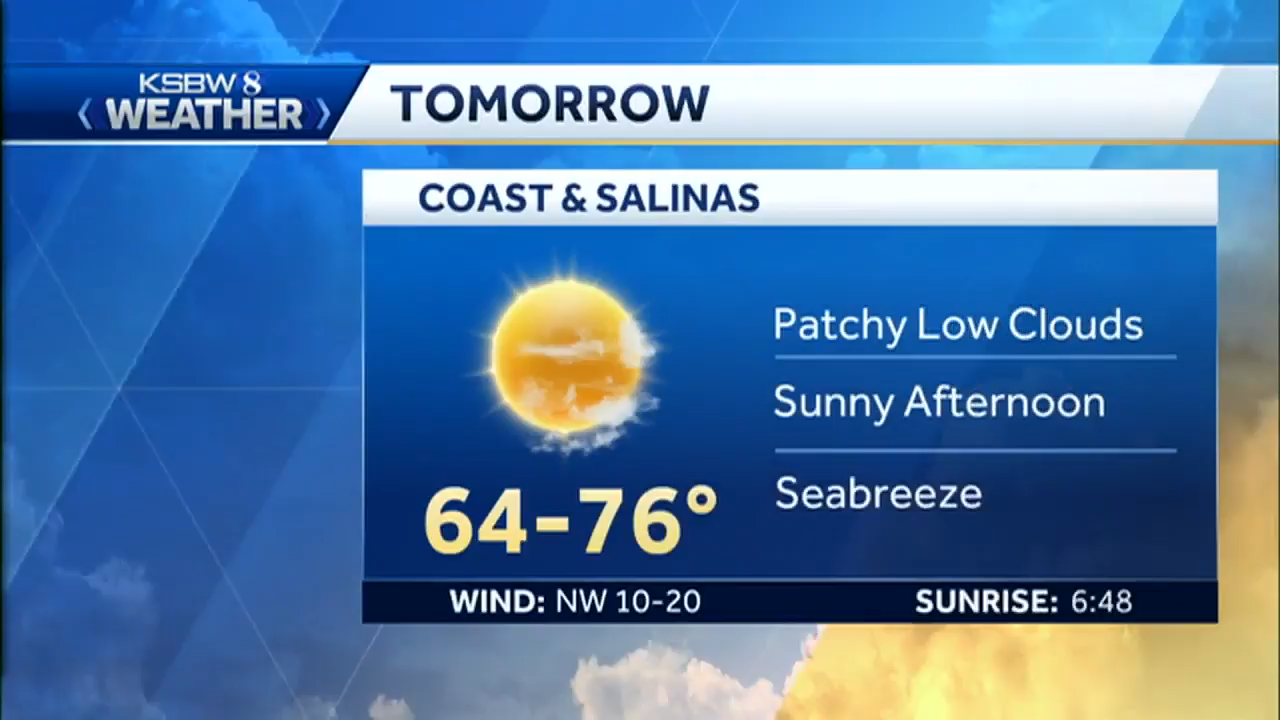 KSBW 8
WEATHER
TOMORROW
COAST & SALINAS
Patchy Low Clouds
Sunny Afternoon
Seabreeze
64-76°
WIND: NW 10-20
SUNRISE: 6:48